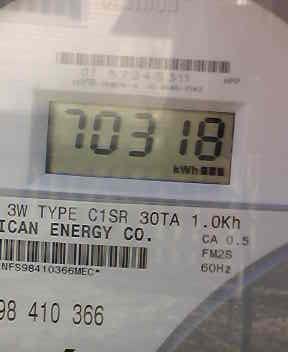 70318
kWh
3W TYPE C1SR 30TA 1.0Kh
ICAN ENERGY CO.
CA 0.5
FM2S
60Hz
NFS98410366MEC*
98 410 366